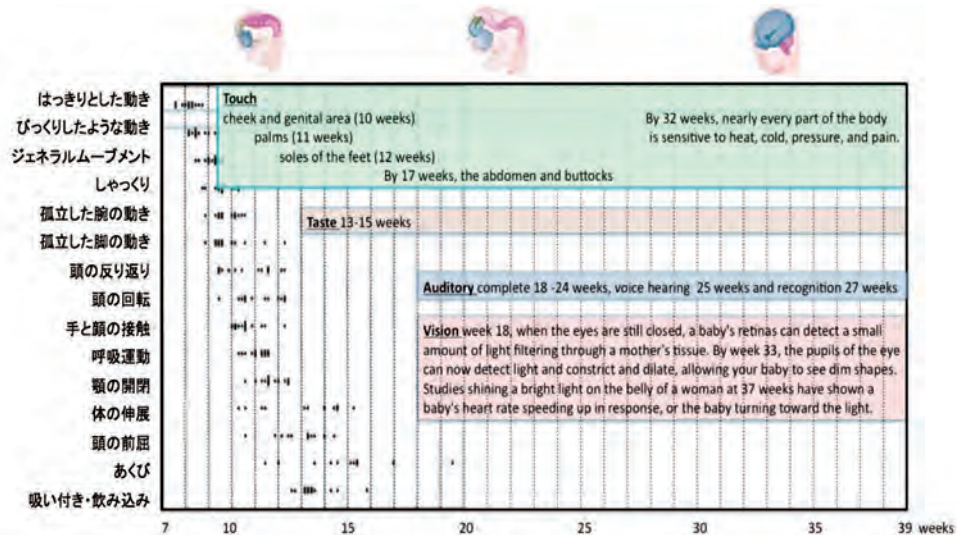 はっきりとした動き
びっくりしたような動き
ジェネラルムーブメント
しゃっくり
孤立した腕の動き
孤立した脚の動き
頭の反り返り
頭の回転
手と顔の接触
呼吸運動
顎の開閉
体の伸展
頭の前屈
あくび
吸い付き・飲み込み
Touch
cheek and genital area (10 weeks)
palms (11 weeks)
soles of the feet (12 weeks)
By 17 weeks, the abdomen and buttocks
By 32 weeks, nearly every part of the body
is sensitive to heat, cold, pressure, and pain.
Taste 13-15 weeks
Auditory complete 18 -24 weeks, voice hearing 25 weeks and recognition 27 weeks
Vision week 18, when the eyes are still closed, a baby's retinas can detect a small
amount of light filtering through a mother's tissue. By week 33, the pupils of the eye
can now detect light and constrict and dilate, allowing your baby to see dim shapes.
Studies shining a bright light on the belly of a woman at 37 weeks have shown a
baby's heart rate speeding up in response, or the baby turning toward the light.
7 10 15 20 25 30 35 39 weeks